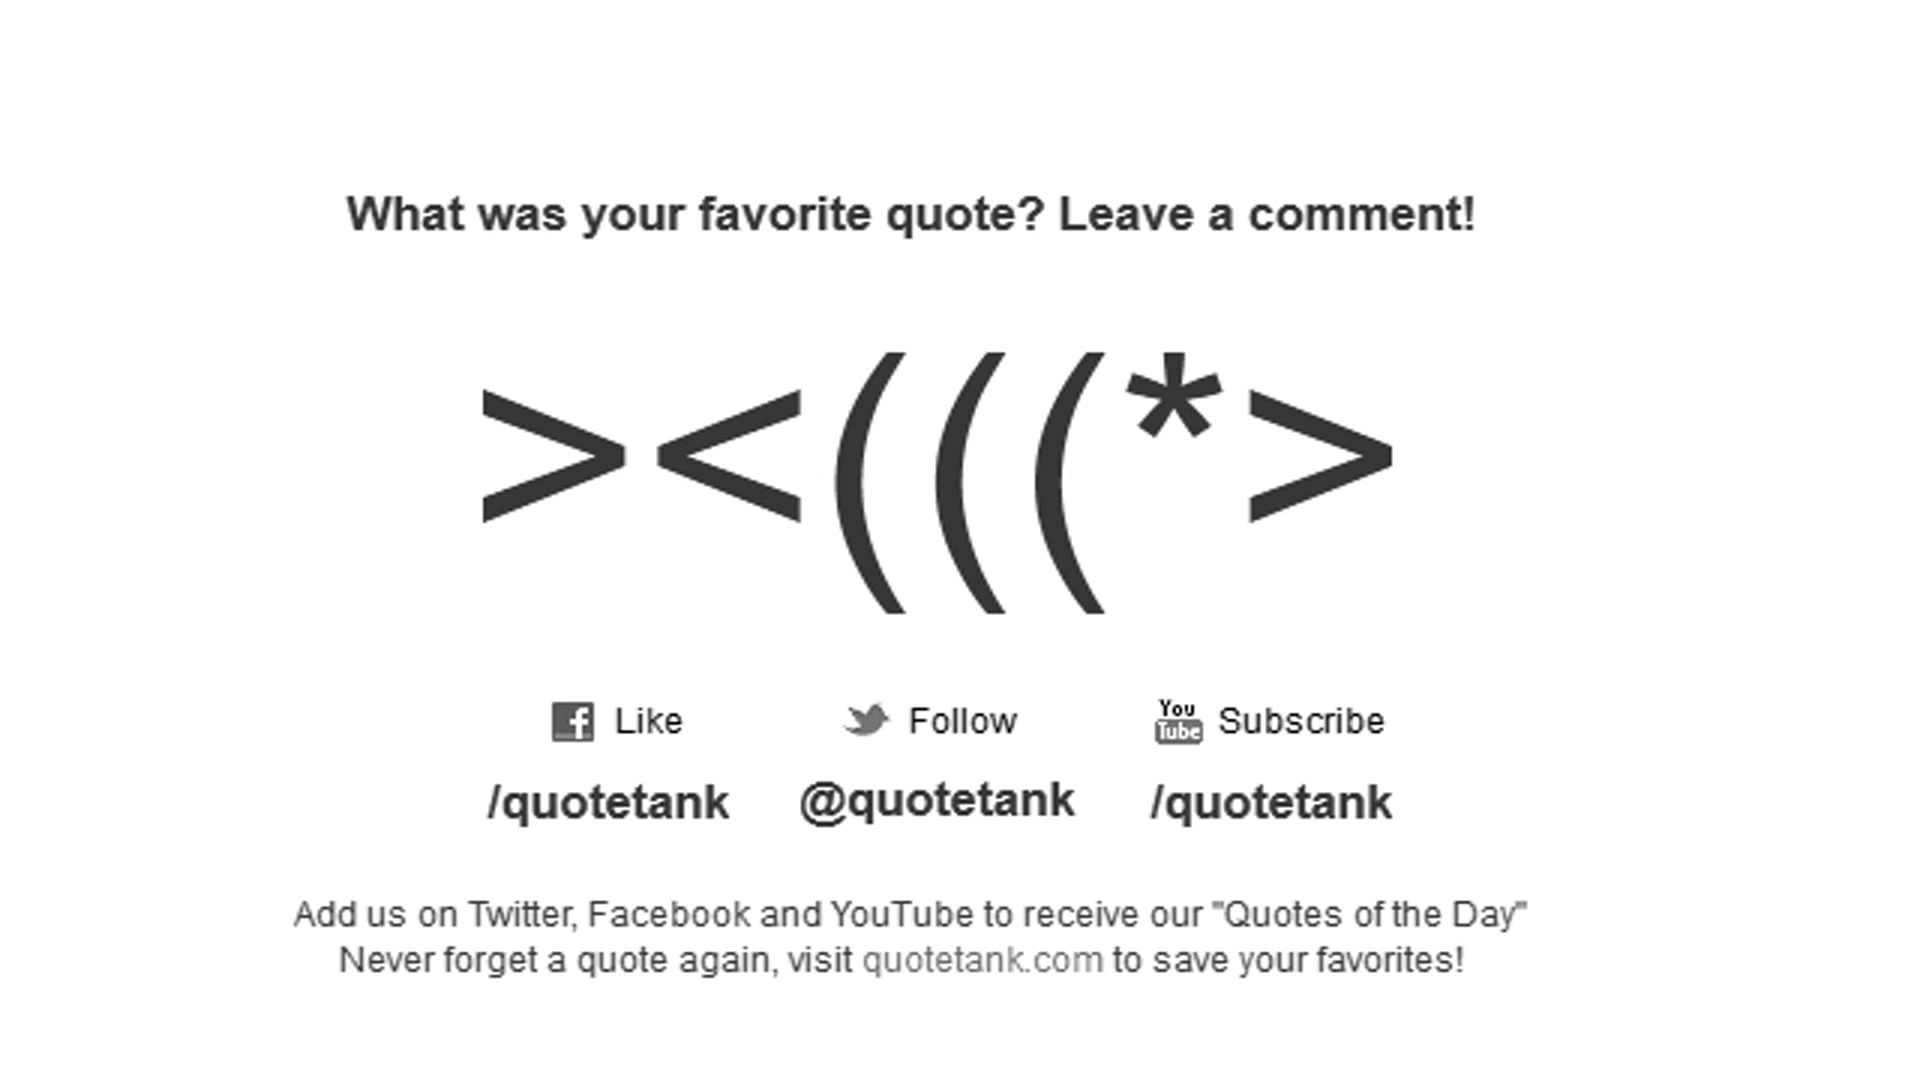 What was your favorite quote? Leave a comment!
><(((*>
f Like
Follow
You Tube Subscribe
/quotetank
@quotetank
/quotetank
Add us on Twitter, Facebook and YouTube to receive our "Quotes of the Day"
Never forget a quote again, visit quotetank.com to save your favorites!